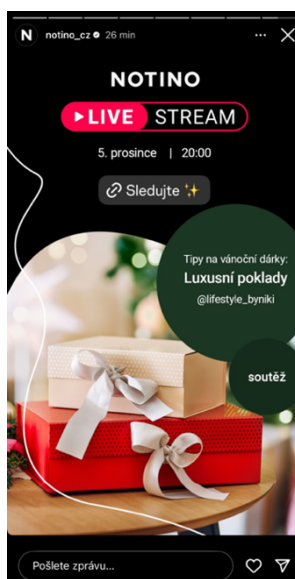 N notino_cz 26 min
NOTINO
LIVE STREAM
5. prosince | 20:00
Sledujte
Tipy na vánoční dárky:
Luxusní poklady
@lifestyle_byniki
soutěž
Pošlete zprávu...